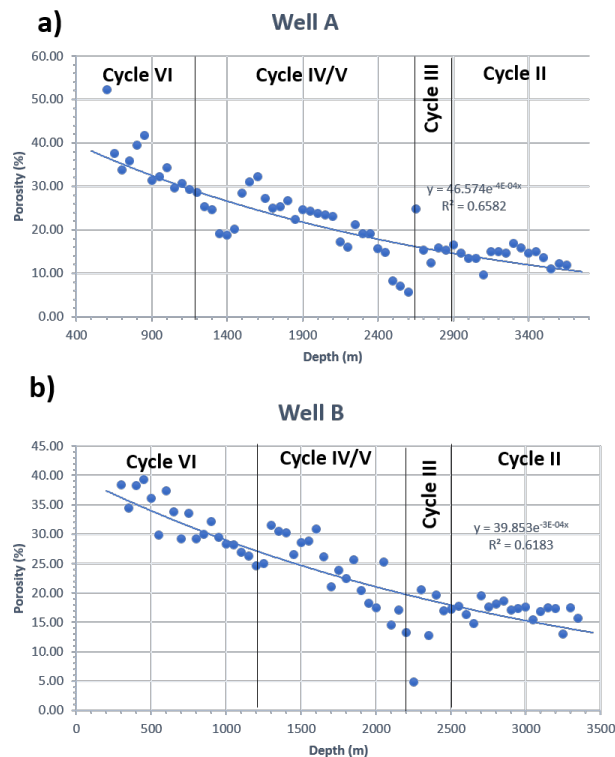 a)
Well A
60.00
50.00
40.00
30.00
20.00
10.00
0.00
Porosity (%)
Cycle VI
Cycle IV/V
Cycle III
Cycle II
y = 46.574e-4E-04x
R² = 0.6582
400
900
1400
1900
2400
2900
3400
Depth (m)
b)
Well B
45.00
40.00
35.00
30.00
25.00
20.00
15.00
10.00
5.00
0.00
Porosity (%)
Cycle VI
Cycle IV/V
Cycle III
Cycle II
y = 39.853e-3E-04x
R² = 0.6183
0
500
1000
1500
2000
2500
3000
3500
Depth (m)